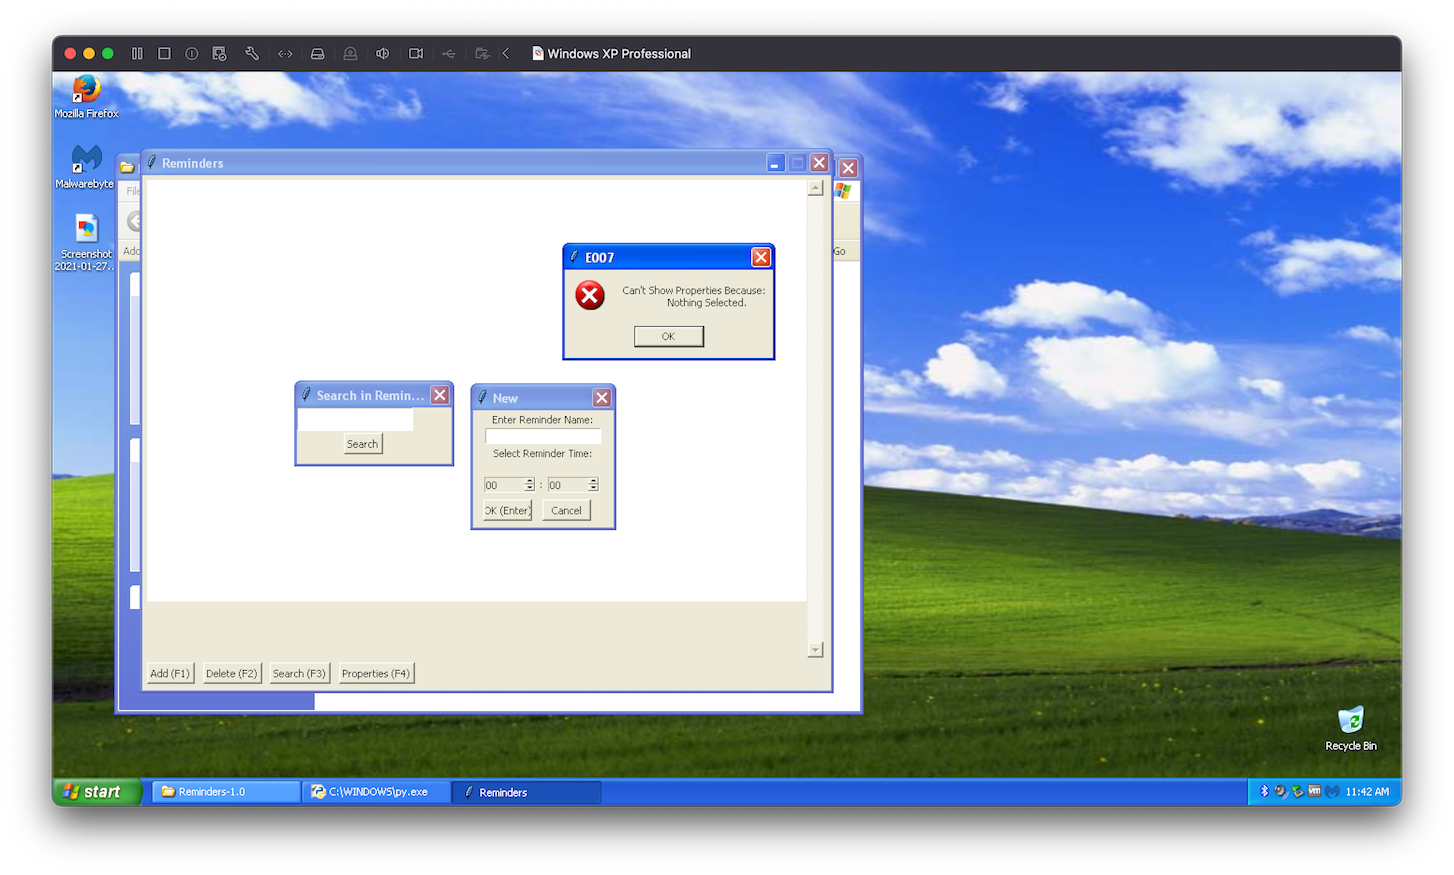 Windows XP Professional
Mozilla Firefox
Malwarebyte
Screenshot
2021-01-27...
File
Add
Go
Reminders
E007
Can't Show Properties Because:
Nothing Selected.
OK
Search in Remin...
Search
New
Enter Reminder Name:
Select Reminder Time:
00 : 00
OK (Enter)
Cancel
Add (F1)
Delete (F2)
Search (F3)
Properties (F4)
Recycle Bin
start
Reminders-1.0
C:\WINDOWS\py.exe
Reminders
vm
11:42 AM